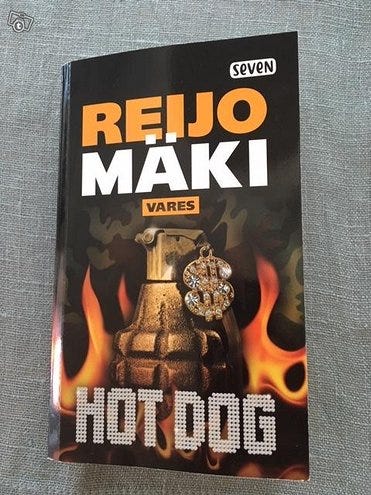 seven
REIJO
MÄKI
VARES
HOT DOG